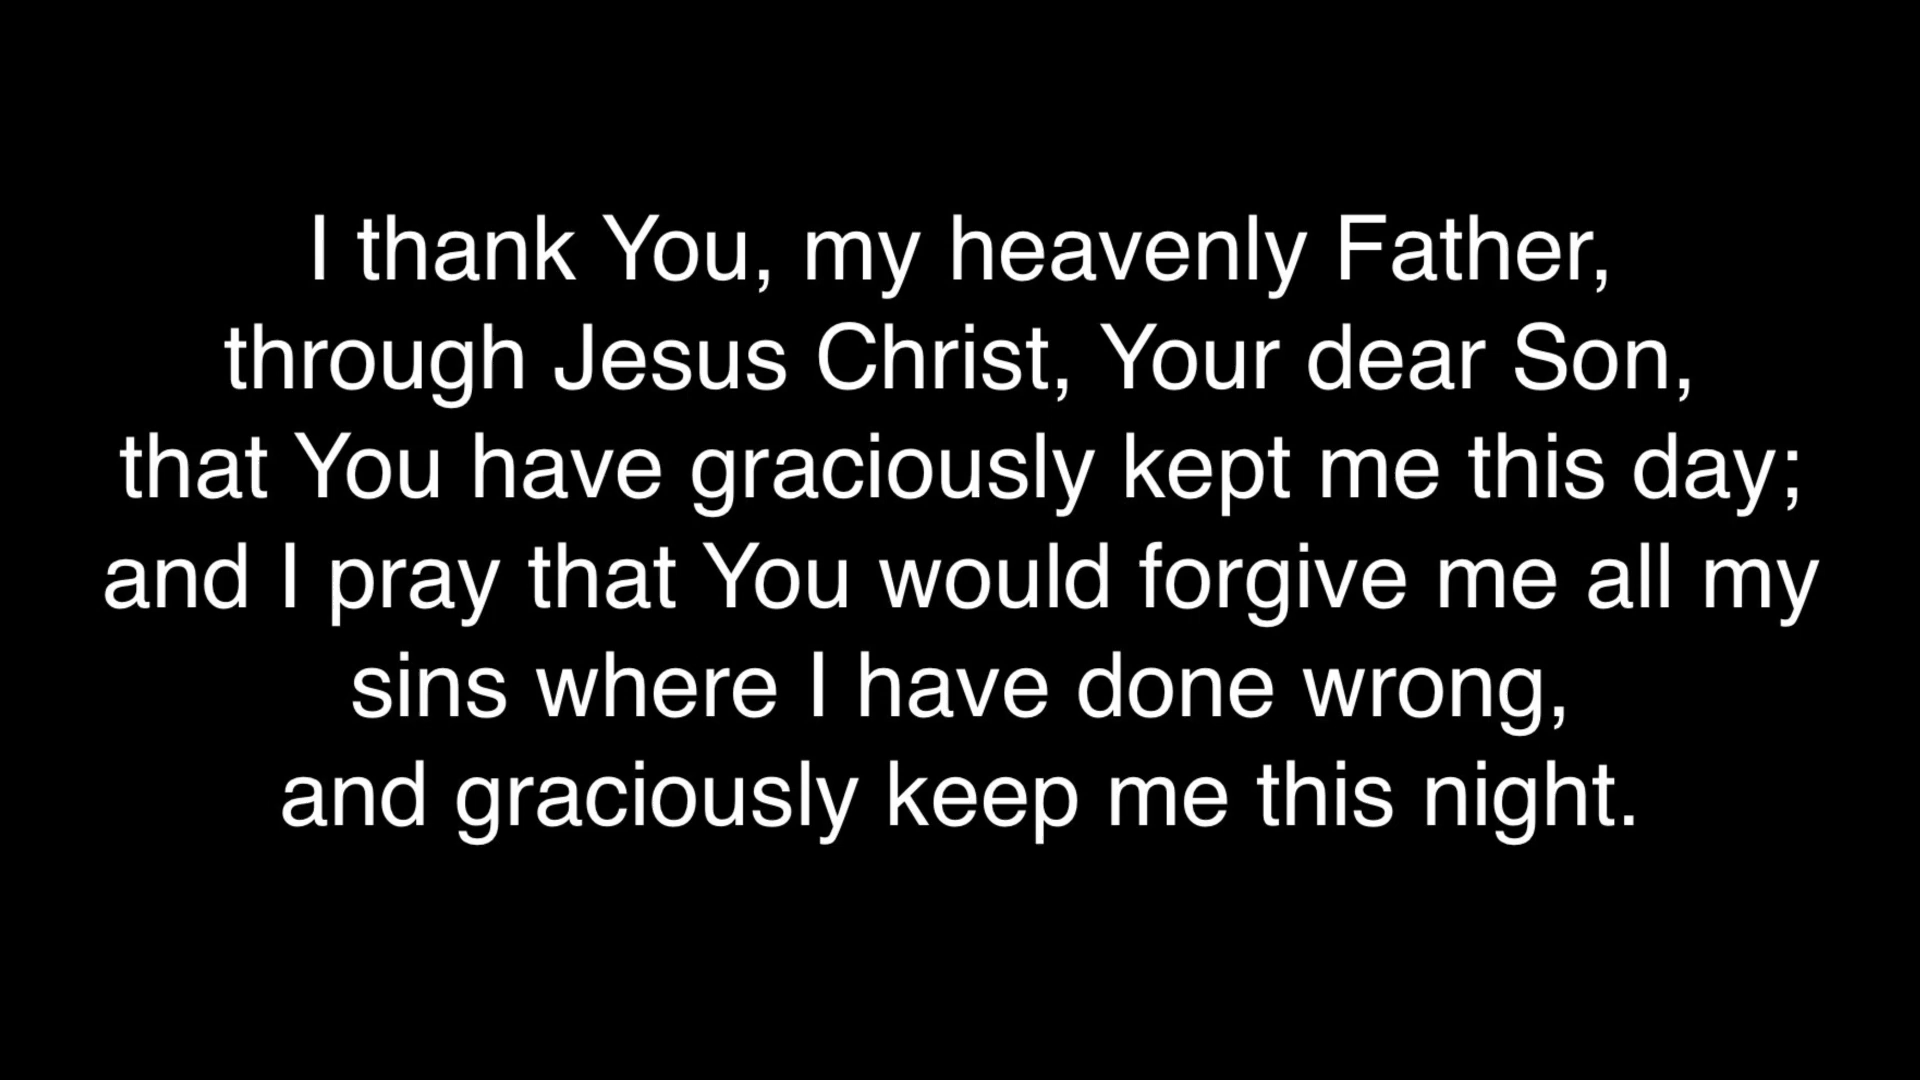 I thank You, my heavenly Father,
through Jesus Christ, Your dear Son,
that You have graciously kept me this day;
and I pray that You would forgive me all my
sins where I have done wrong,
and graciously keep me this night.